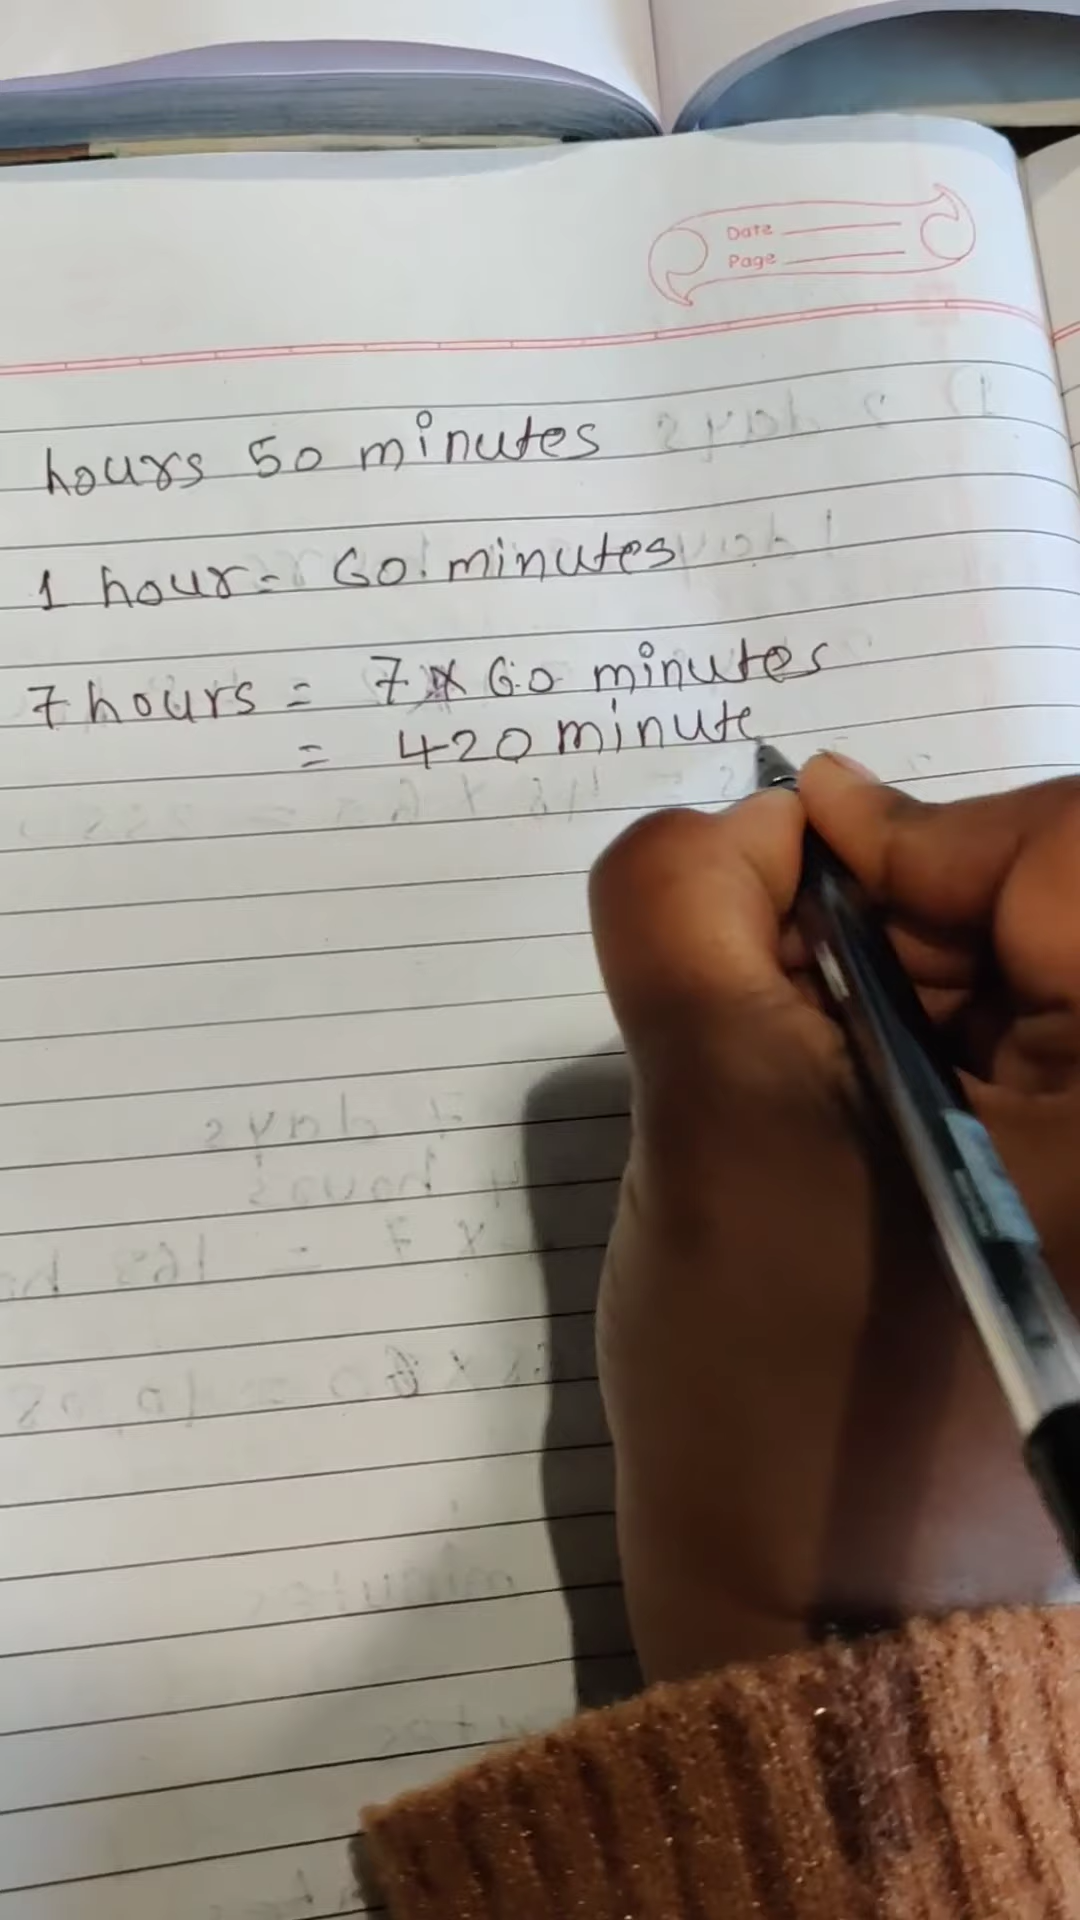 Date
Page
hours 50 minutes
1 hour = 60 minutes
7 hours = 7 x 60 minutes
= 420 minute